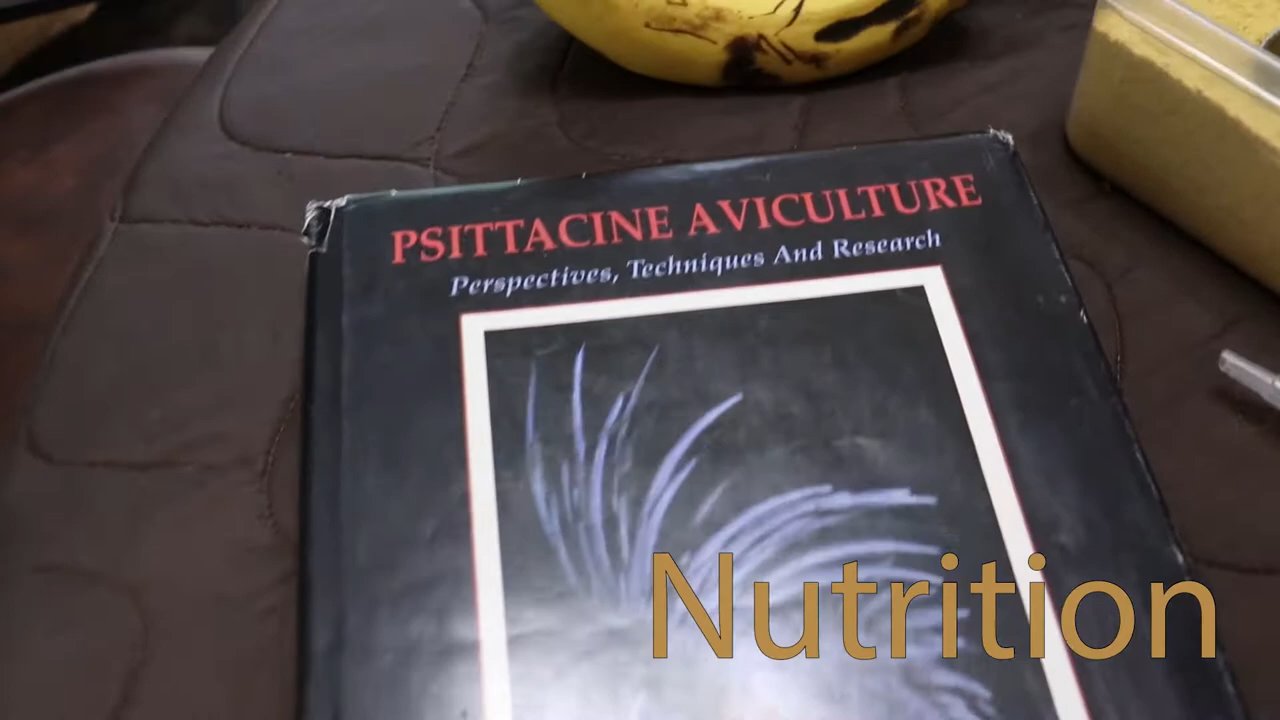 PSITTACINE AVICULTURE
Perspectives, Techniques And Research
Nutrition